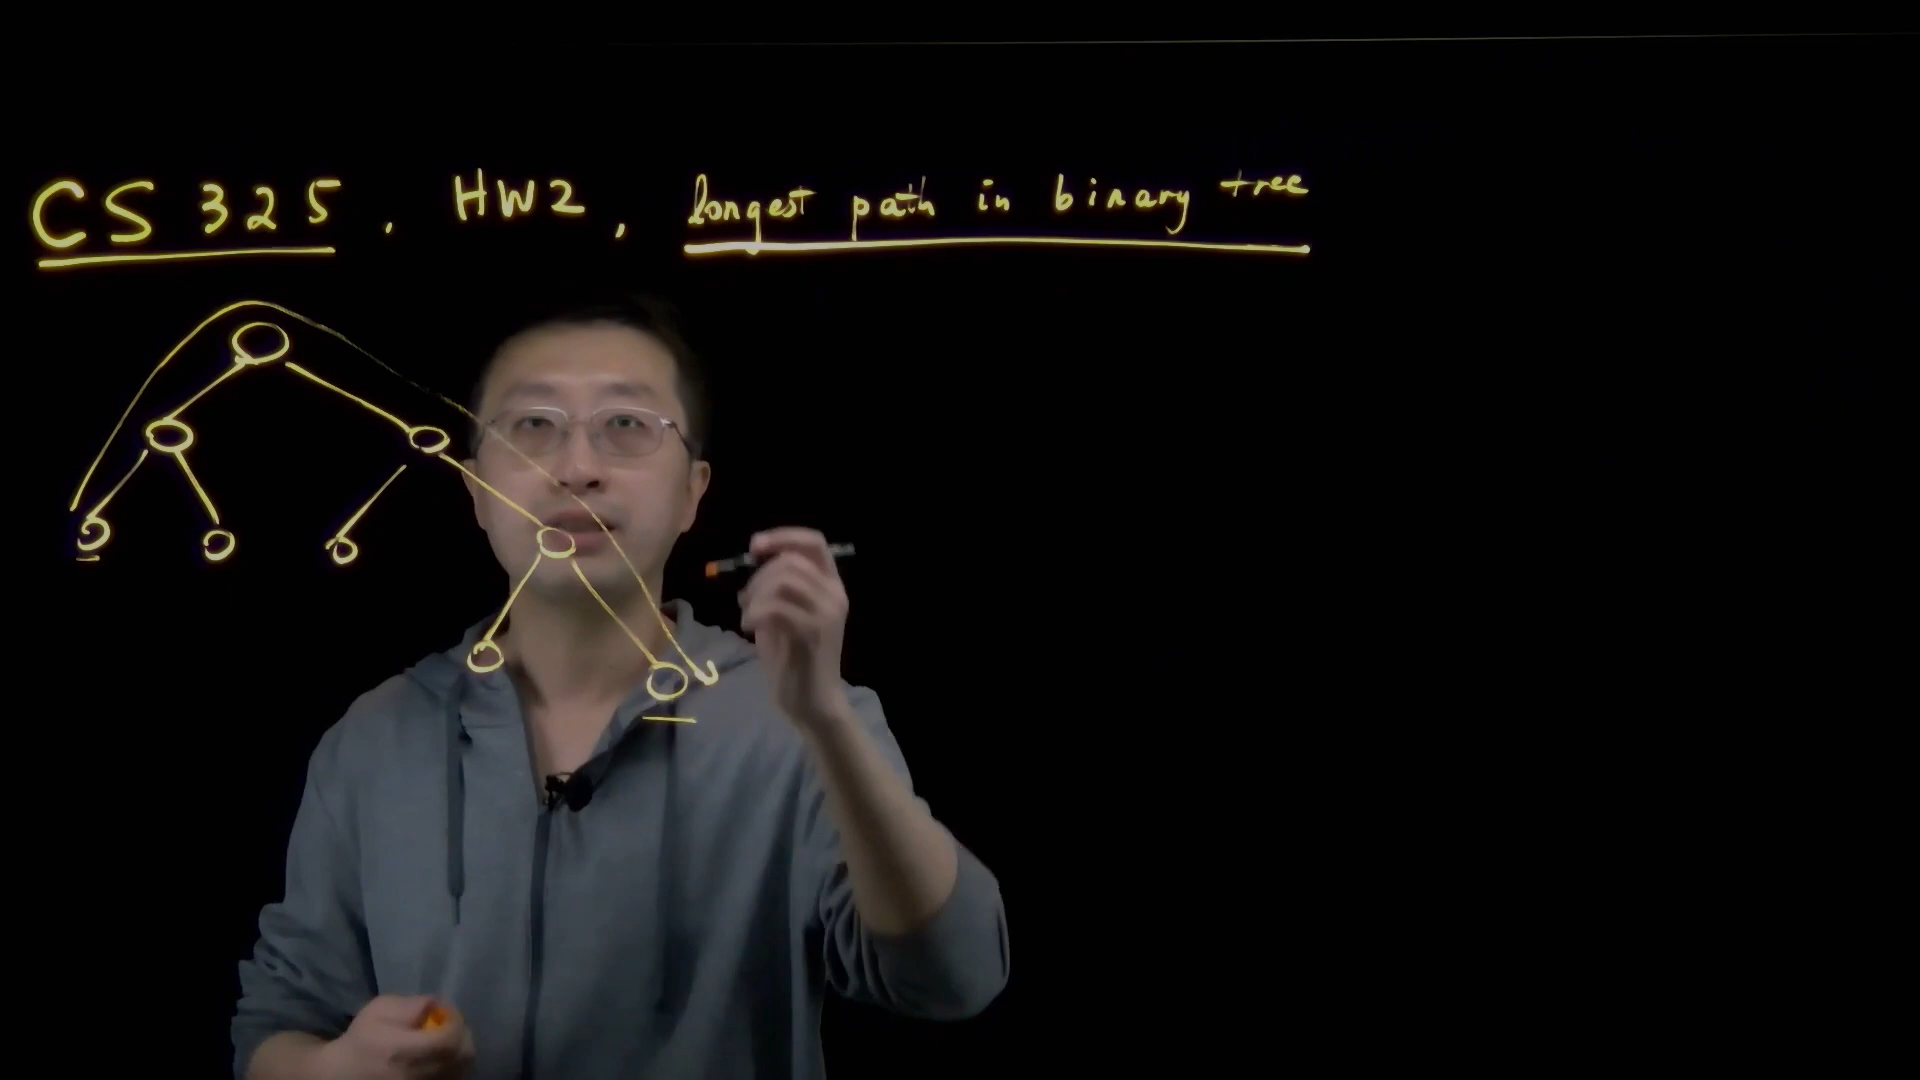 CS 325 , HW2 , longest path in binary tree